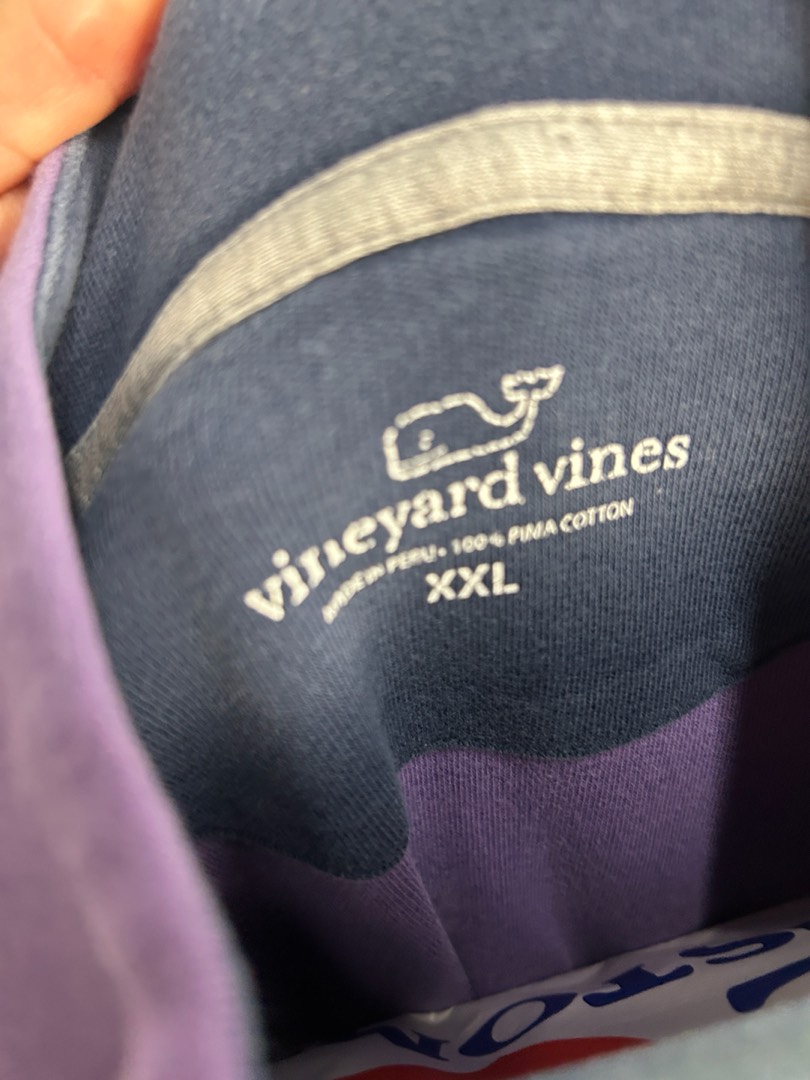 vineyard vines
MADE IN PERU • 100% PIMA COTTON
XXL